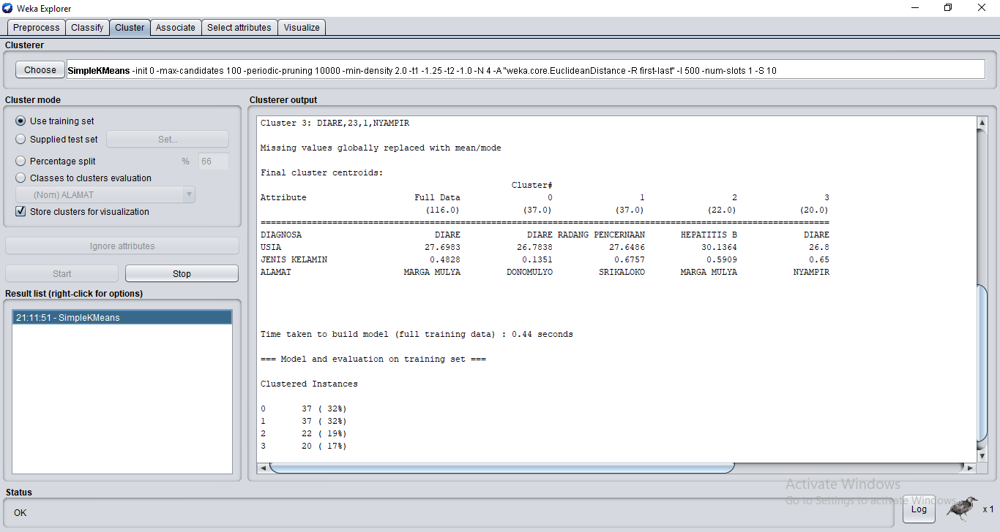 Weka Explorer
Preprocess Classify Cluster Associate Select attributes Visualize
Clusterer
Choose SimpleKMeans -init 0 -max-candidates 100 -periodic-pruning 10000 -min-density 2.0 -t1 -1.25 -t2 -1.0 -N 4 -A "weka.core.EuclideanDistance -R first-last" -I 500 -num-slots 1 -S 10
Cluster mode
Use training set
Supplied test set Set...
Percentage split % 66
Classes to clusters evaluation
(Nom) ALAMAT
Store clusters for visualization
Ignore attributes
Start Stop
Result list (right-click for options)
21:11:51 - SimpleKMeans
Clusterer output
Cluster 3: DIARE,23,1,NYAMPIR
Missing values globally replaced with mean/mode
Final cluster centroids:
Cluster#
Attribute Full Data 0 1 2 3
(116.0) (37.0) (37.0) (22.0) (20.0)
==================================================================================================================
DIAGNOSA DIARE DIARE RADANG PENCERNAAN HEPATITIS B DIARE
USIA 27.6983 26.7838 27.6486 30.1364 26.8
JENIS KELAMIN 0.4828 0.1351 0.6757 0.5909 0.65
ALAMAT MARGA MULYA DONOMULYO SRIKALOKO MARGA MULYA NYAMPIR
Time taken to build model (full training data) : 0.44 seconds
=== Model and evaluation on training set ===
Clustered Instances
0 37 ( 32%)
1 37 ( 32%)
2 22 ( 19%)
3 20 ( 17%)
Status
OK
Activate Windows
Go to Settings to activate Windows.
Log x 1